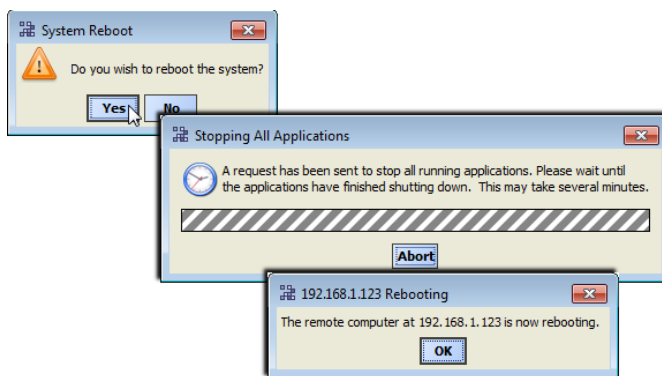 System Reboot
Do you wish to reboot the system?
Yes No
Stopping All Applications
A request has been sent to stop all running applications. Please wait until
the applications have finished shutting down. This may take several minutes.
Abort
192.168.1.123 Rebooting
The remote computer at 192.168.1.123 is now rebooting.
OK